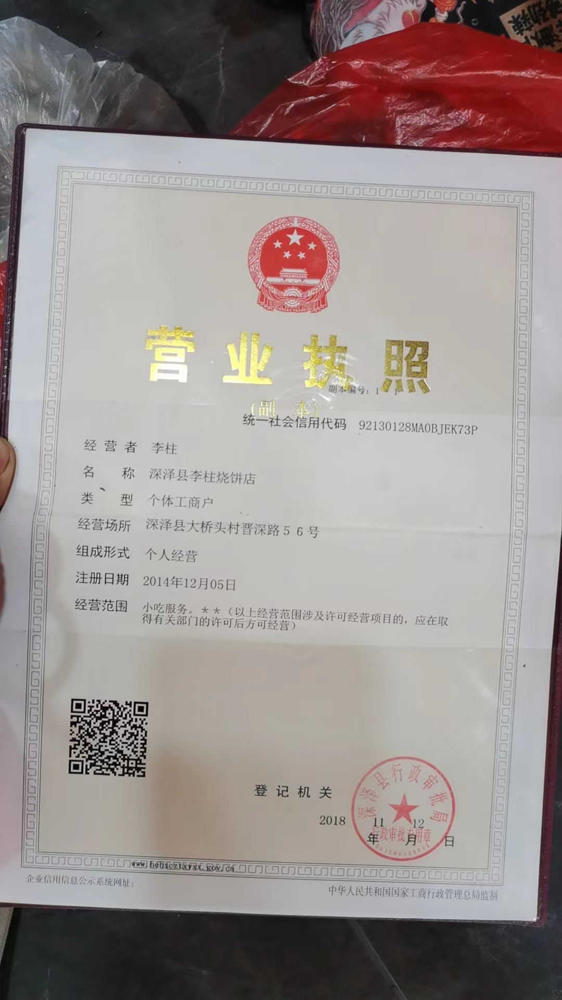 营业执照
(副 本)
副本编号：1 - 1
统一社会信用代码 92130128MA0BJEK73P
经营者 李柱
名称 深泽县李柱烧饼店
类型 个体工商户
经营场所 深泽县大桥头村晋深路56号
组成形式 个人经营
注册日期 2014年12月05日
经营范围 小吃服务。＊＊（以上经营范围涉及许可经营项目的，应在取
得有关部门的许可后方可经营）
登记机关
深泽县行政审批局
行政审批专用章
2018 11 12
年 月 日
www.hebscztxyxx.gov.cn
企业信用信息公示系统网址：
中华人民共和国国家工商行政管理总局监制